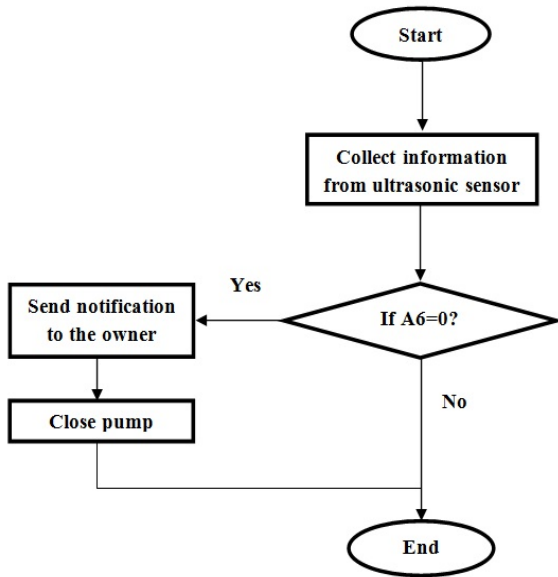 Start
Collect information
from ultrasonic sensor
If A6=0?
Yes
Send notification
to the owner
Close pump
No
End